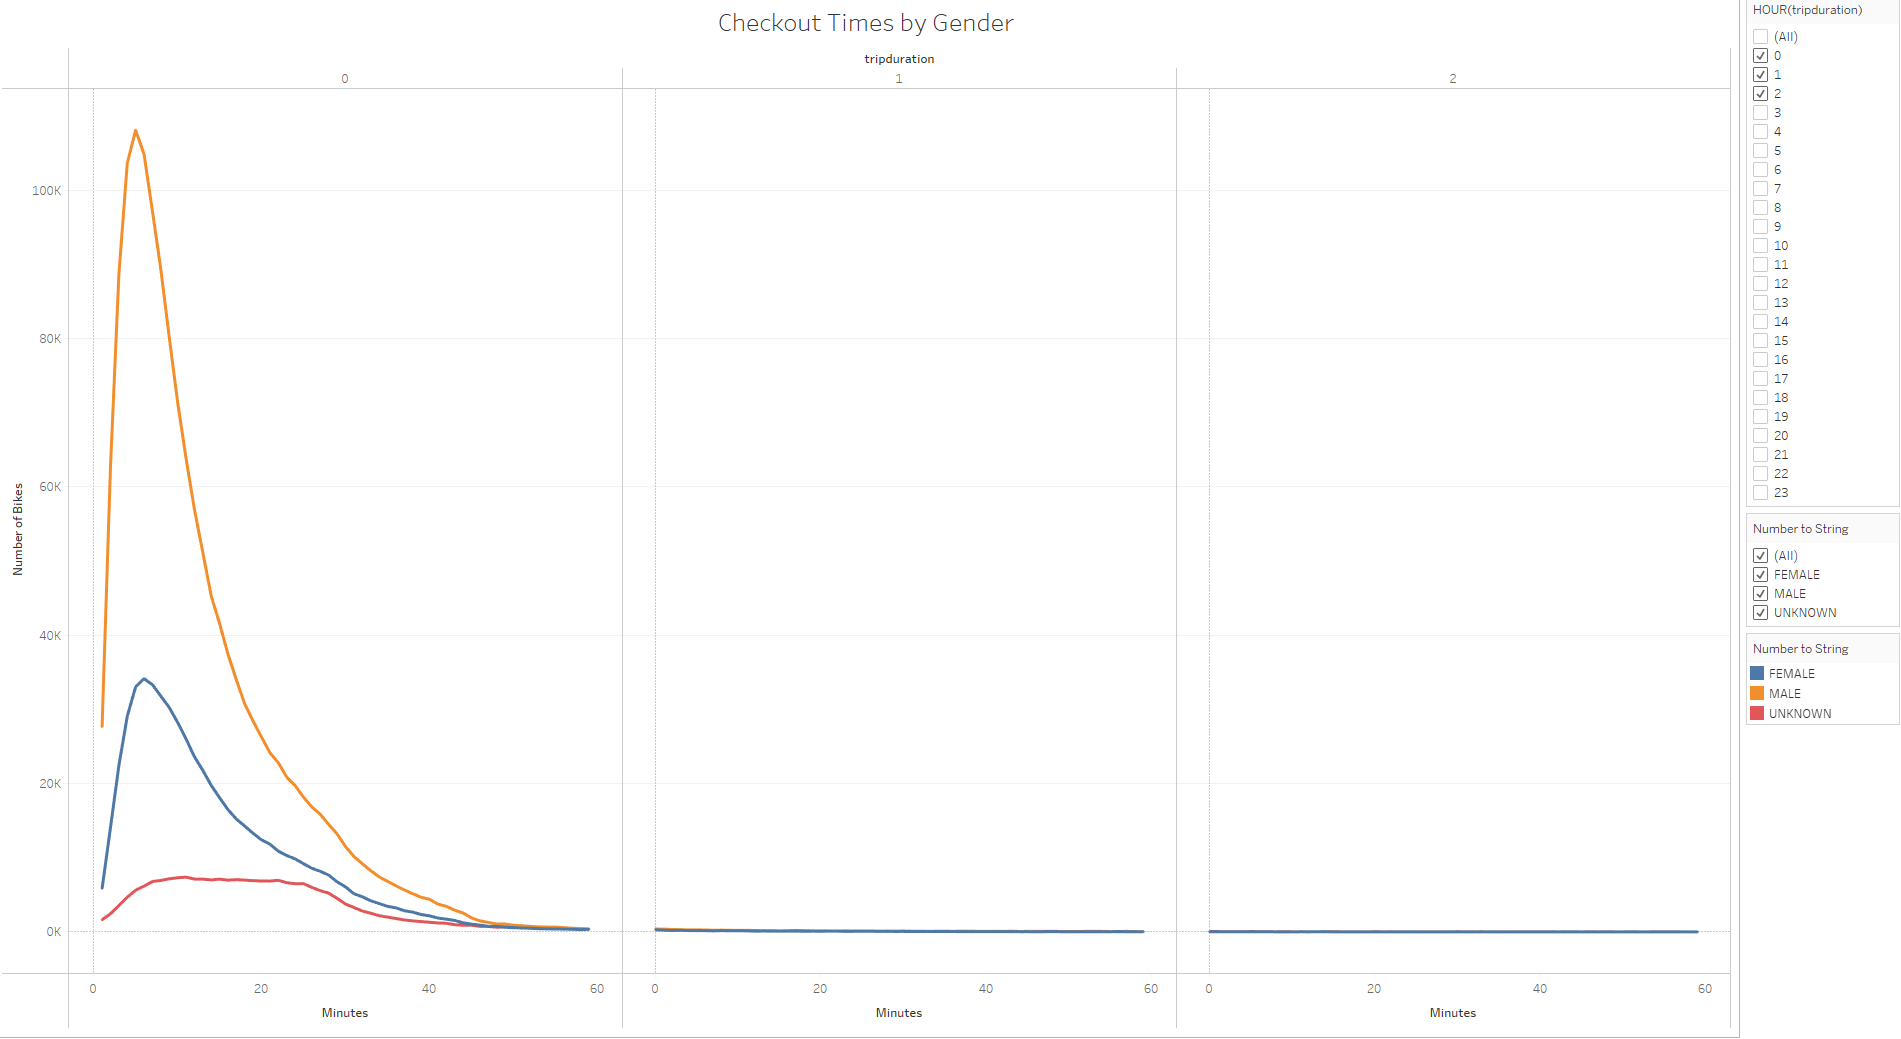 Checkout Times by Gender
tripduration
0 1 2
100K
80K
60K
40K
20K
0K
Number of Bikes
0 20 40 60 0 20 40 60 0 20 40 60
Minutes Minutes Minutes
HOUR(tripduration)
(All)
0
1
2
3
4
5
6
7
8
9
10
11
12
13
14
15
16
17
18
19
20
21
22
23
Number to String
(All)
FEMALE
MALE
UNKNOWN
Number to String
FEMALE
MALE
UNKNOWN